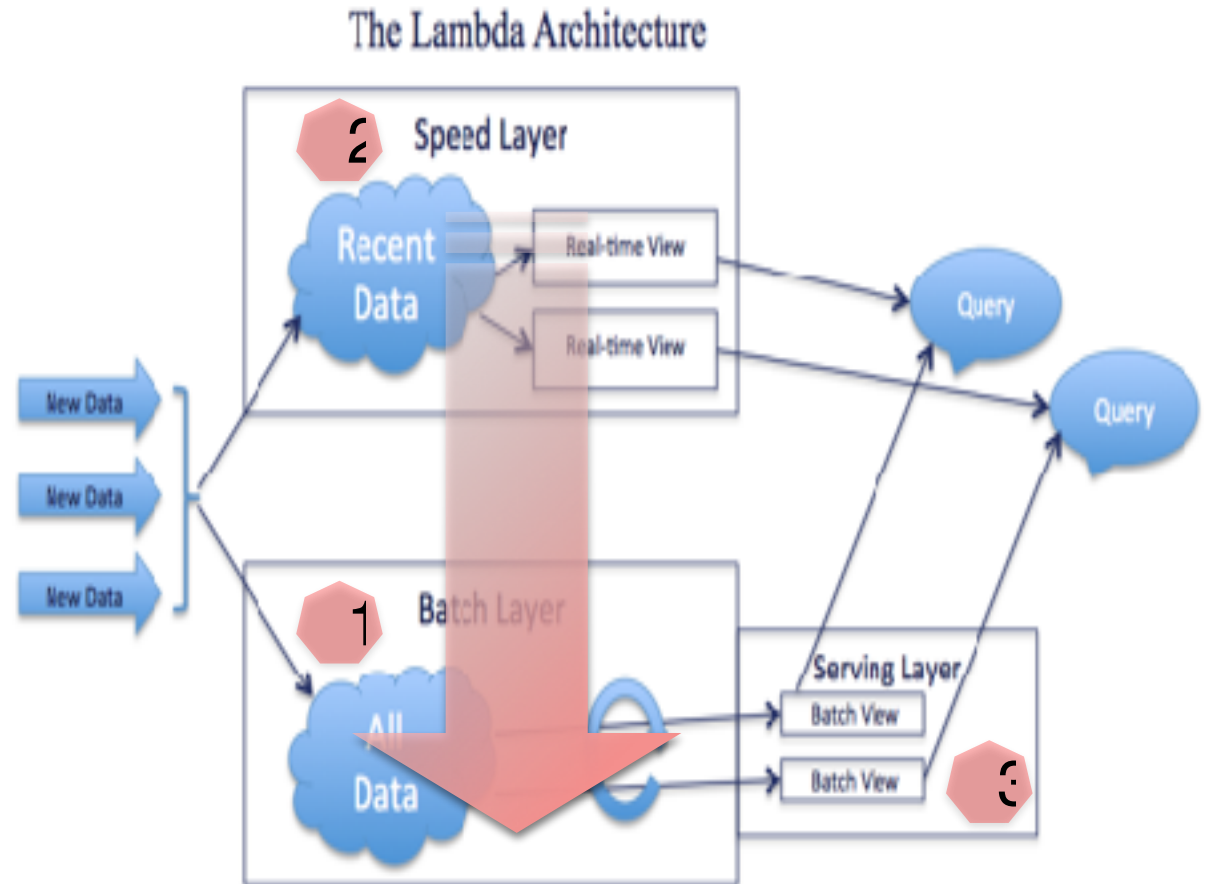 The Lambda Architecture
2
Speed Layer
Recent
Data
Real-time View
Real-time View
Query
Query
New Data
New Data
New Data
1
Batch Layer
All
Data
Serving Layer
Batch View
Batch View
3